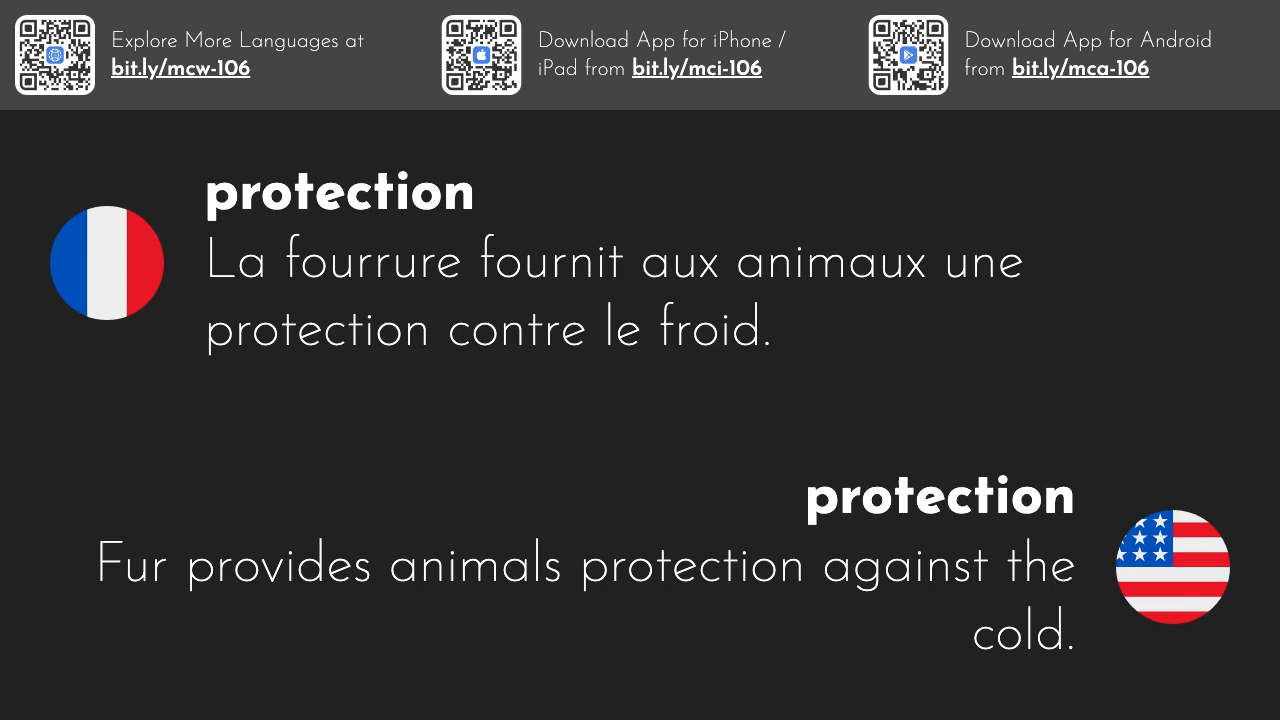 Explore More Languages at
bit.ly/mcw-106
Download App for iPhone /
iPad from bit.ly/mci-106
Download App for Android
from bit.ly/mca-106
protection
La fourrure fournit aux animaux une
protection contre le froid.
protection
Fur provides animals protection against the
cold.